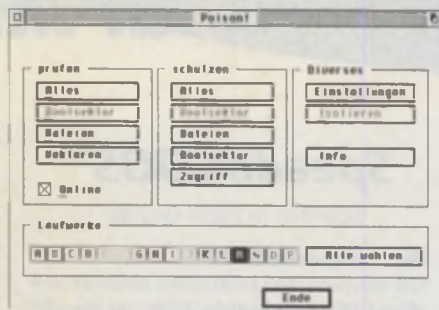 Poison!
prüfen
Alles
Bootsektor
Dateien
Online
schützen
Alles
Bootsektor
Dateien
Bootsektor
Zugriff
Diverses
Einstellungen
Isolieren
Info
Laufwerke
A B C D G H K L M N O P
Alle wählen
Ende